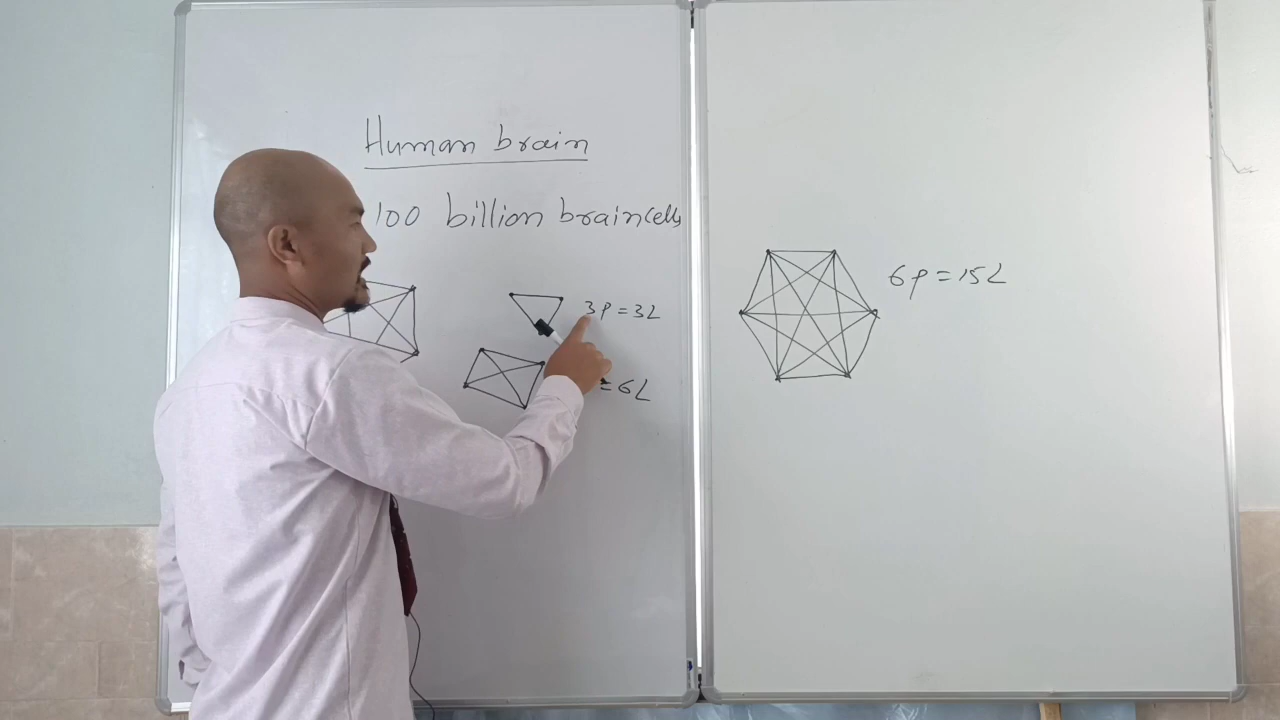 Human brain
100 billion braincells
3P = 3L
= 6L
6p = 15L